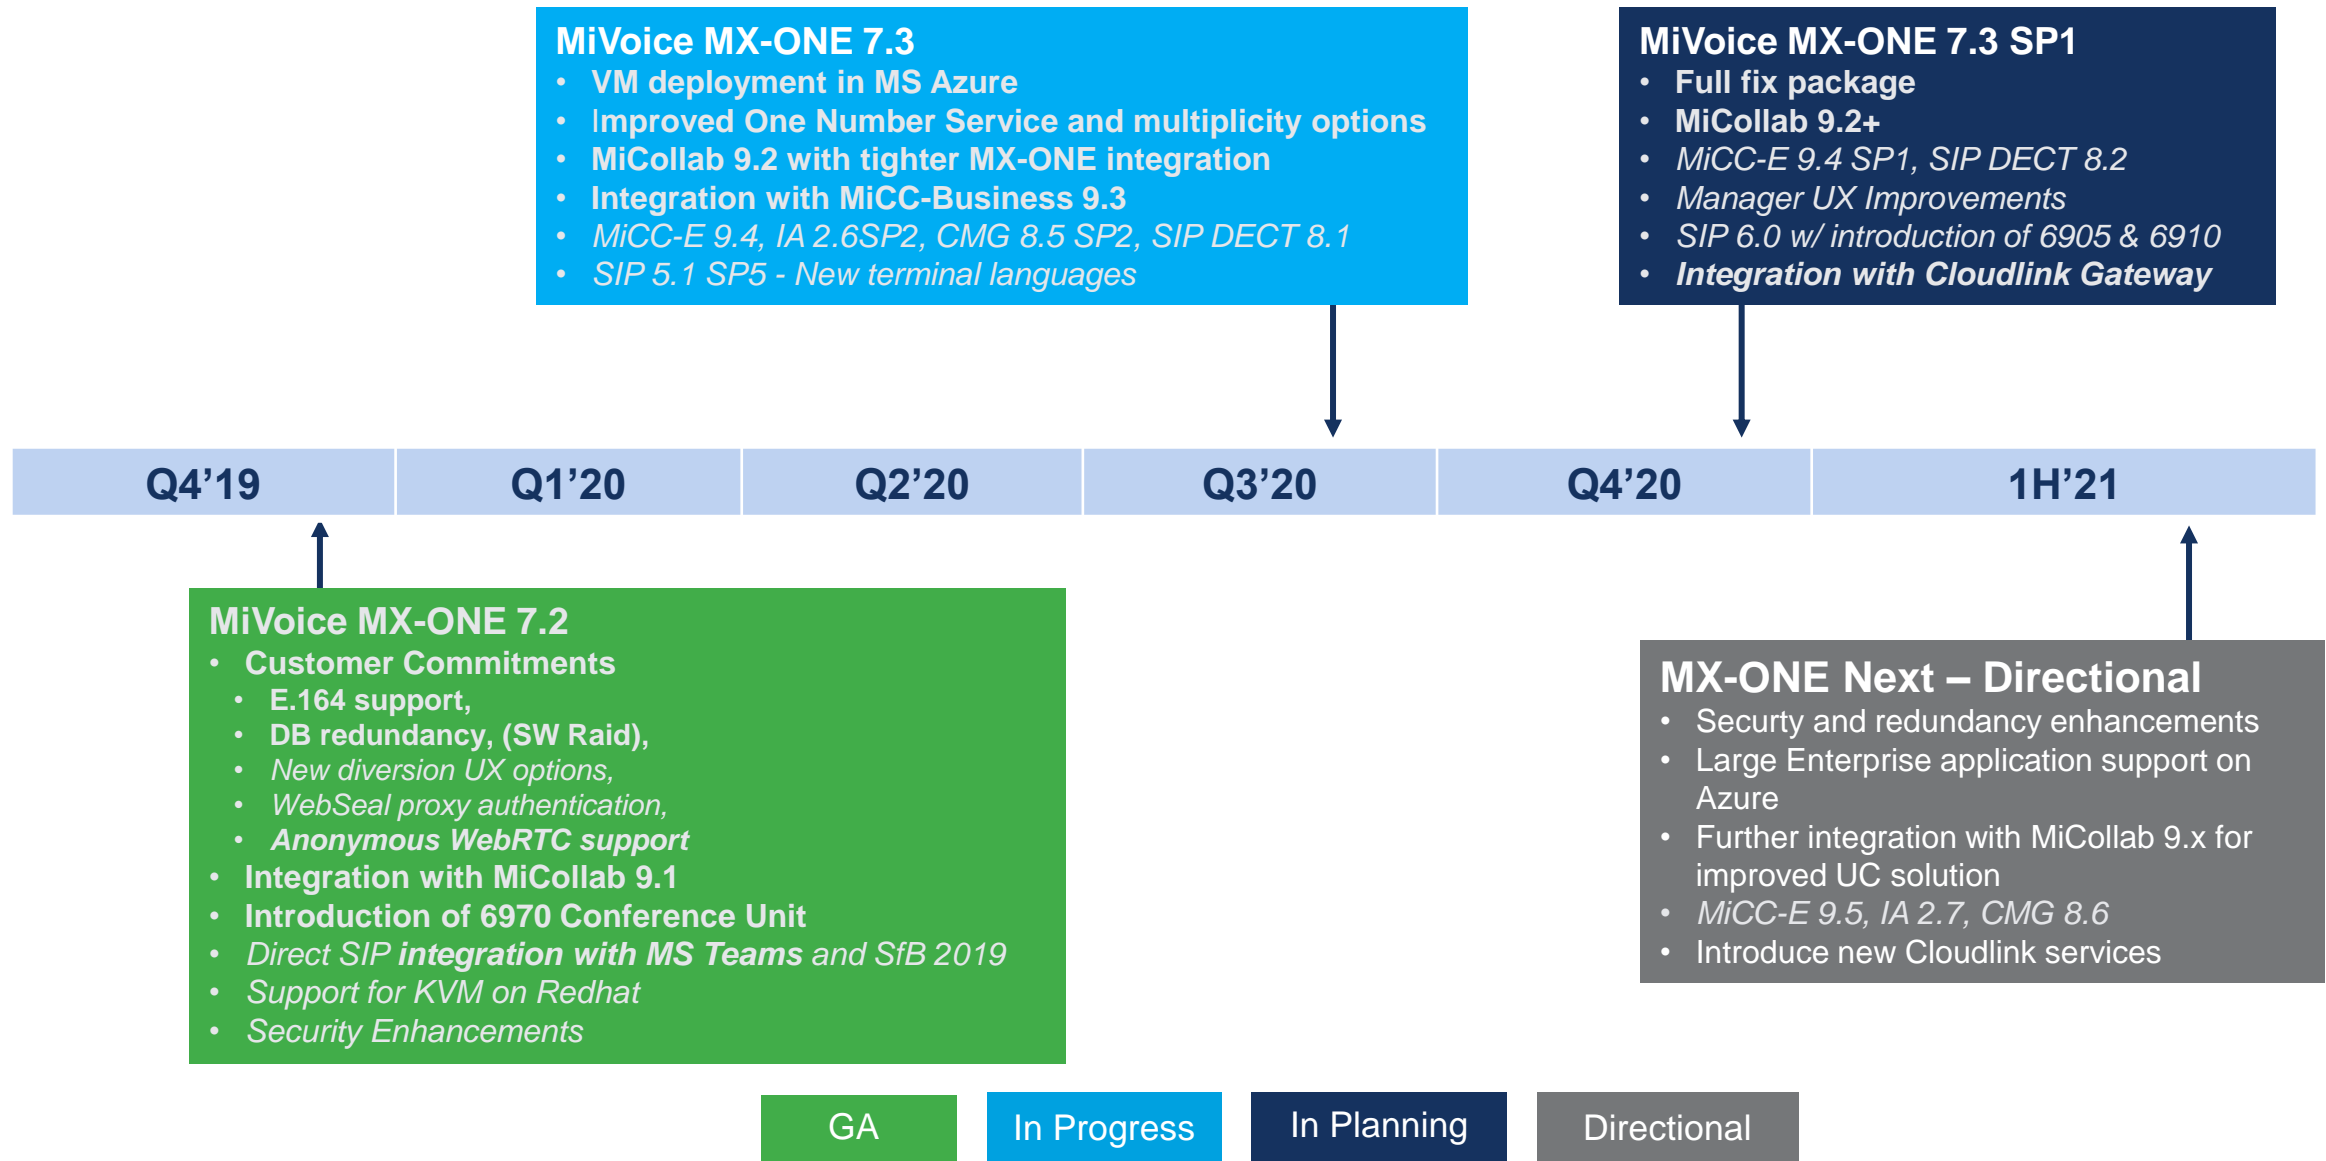 MiVoice MX-ONE 7.3
• VM deployment in MS Azure
• Improved One Number Service and multiplicity options
• MiCollab 9.2 with tighter MX-ONE integration
• Integration with MiCC-Business 9.3
• MiCC-E 9.4, IA 2.6SP2, CMG 8.5 SP2, SIP DECT 8.1
• SIP 5.1 SP5 - New terminal languages
MiVoice MX-ONE 7.3 SP1
• Full fix package
• MiCollab 9.2+
• MiCC-E 9.4 SP1, SIP DECT 8.2
• Manager UX Improvements
• SIP 6.0 w/ introduction of 6905 & 6910
• Integration with Cloudlink Gateway
Q4’19 Q1’20 Q2’20 Q3’20 Q4’20 1H’21
MiVoice MX-ONE 7.2
• Customer Commitments
• E.164 support,
• DB redundancy, (SW Raid),
• New diversion UX options,
• WebSeal proxy authentication,
• Anonymous WebRTC support
• Integration with MiCollab 9.1
• Introduction of 6970 Conference Unit
• Direct SIP integration with MS Teams and SfB 2019
• Support for KVM on Redhat
• Security Enhancements
MX-ONE Next – Directional
• Securty and redundancy enhancements
• Large Enterprise application support on
Azure
• Further integration with MiCollab 9.x for
improved UC solution
• MiCC-E 9.5, IA 2.7, CMG 8.6
• Introduce new Cloudlink services
GA In Progress In Planning Directional